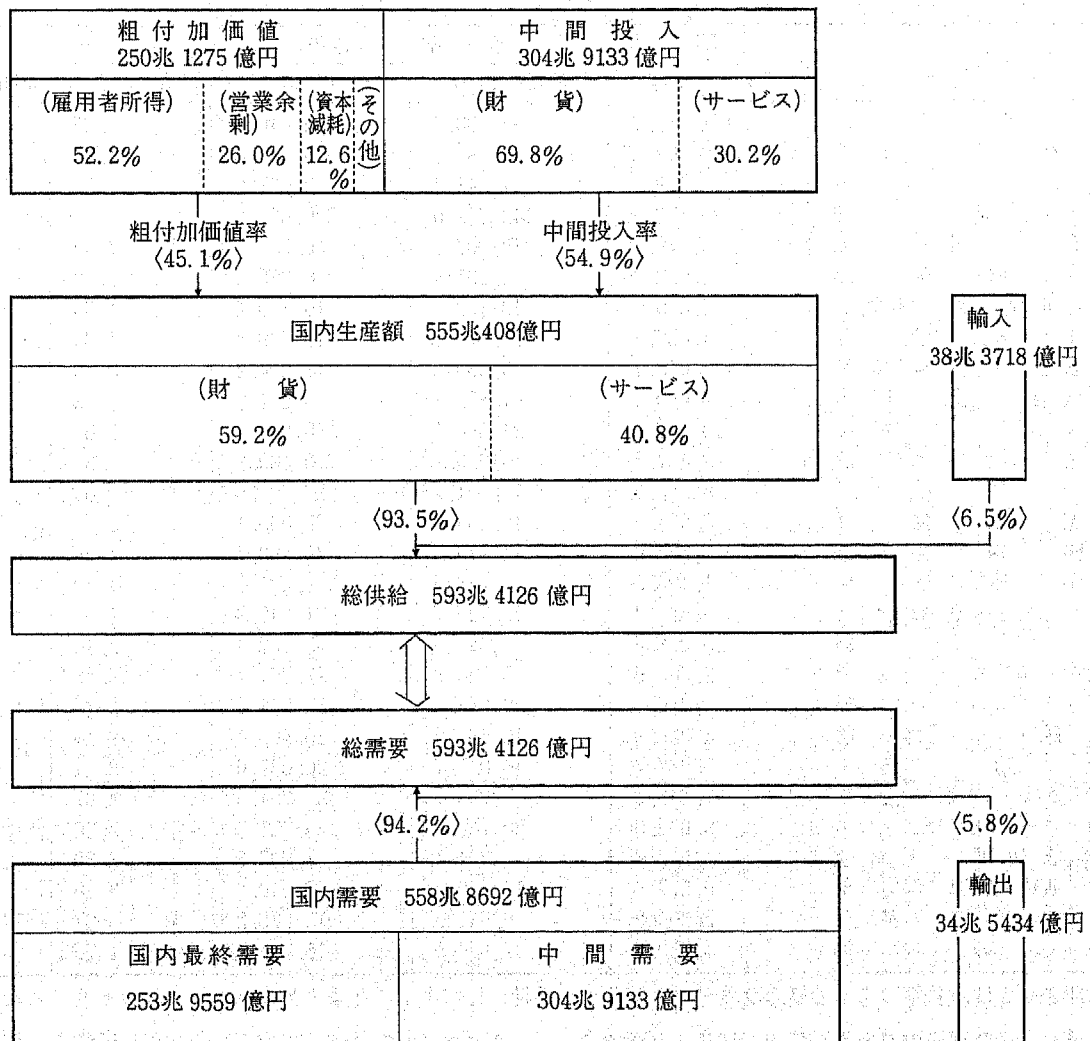 粗付加価値
250兆 1275 億円
中間投入
304兆 9133 億円
(雇用者所得)
52.2%
(営業余
剰)
26.0%
(資本
減耗)
12.6
%
(その他)
(財 貨)
69.8%
(サービス)
30.2%
粗付加価値率
〈45.1%〉
中間投入率
〈54.9%〉
国内生産額 555兆408億円
(財 貨)
59.2%
(サービス)
40.8%
輸入
38兆 3718 億円
〈93.5%〉
〈6.5%〉
総供給 593兆 4126 億円
総需要 593兆 4126 億円
〈94.2%〉
〈5.8%〉
国内需要 558兆 8692 億円
国内最終需要
253兆 9559 億円
中間需要
304兆 9133 億円
輸出
34兆 5434 億円